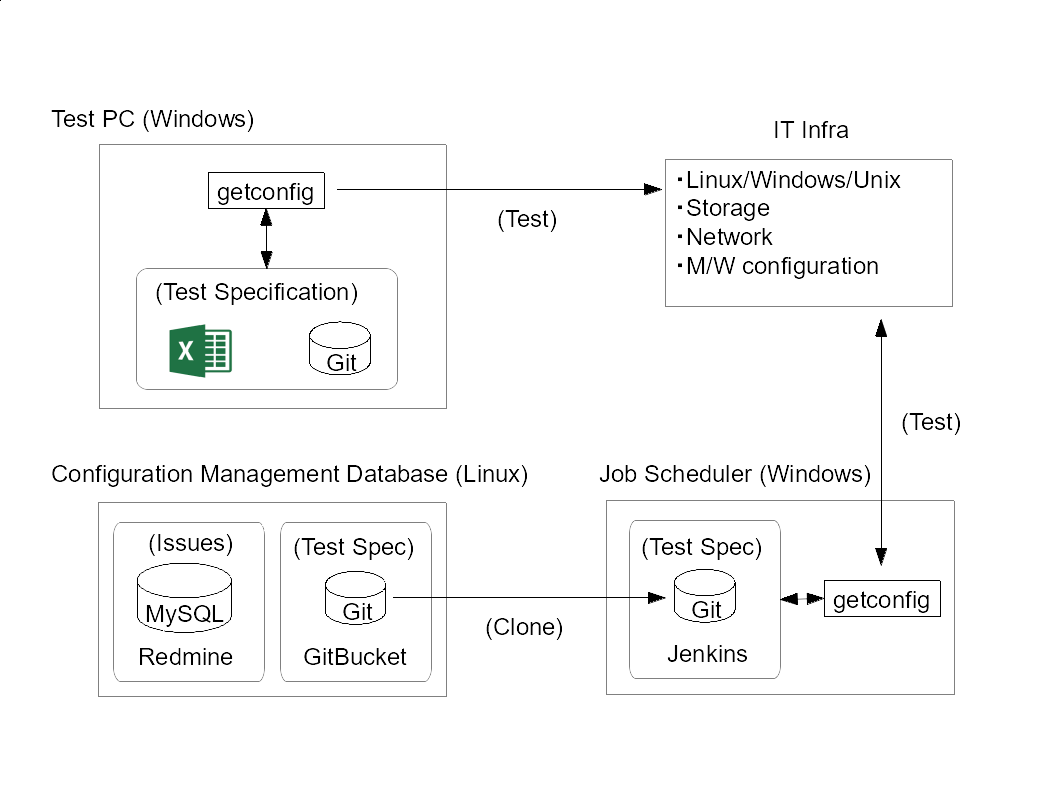 Test PC (Windows)
getconfig
(Test Specification)
X
Git
(Test)
IT Infra
・Linux/Windows/Unix
・Storage
・Network
・M/W configuration
(Test)
Configuration Management Database (Linux)
(Issues)
MySQL
Redmine
(Test Spec)
Git
GitBucket
(Clone)
Job Scheduler (Windows)
(Test Spec)
Git
Jenkins
getconfig